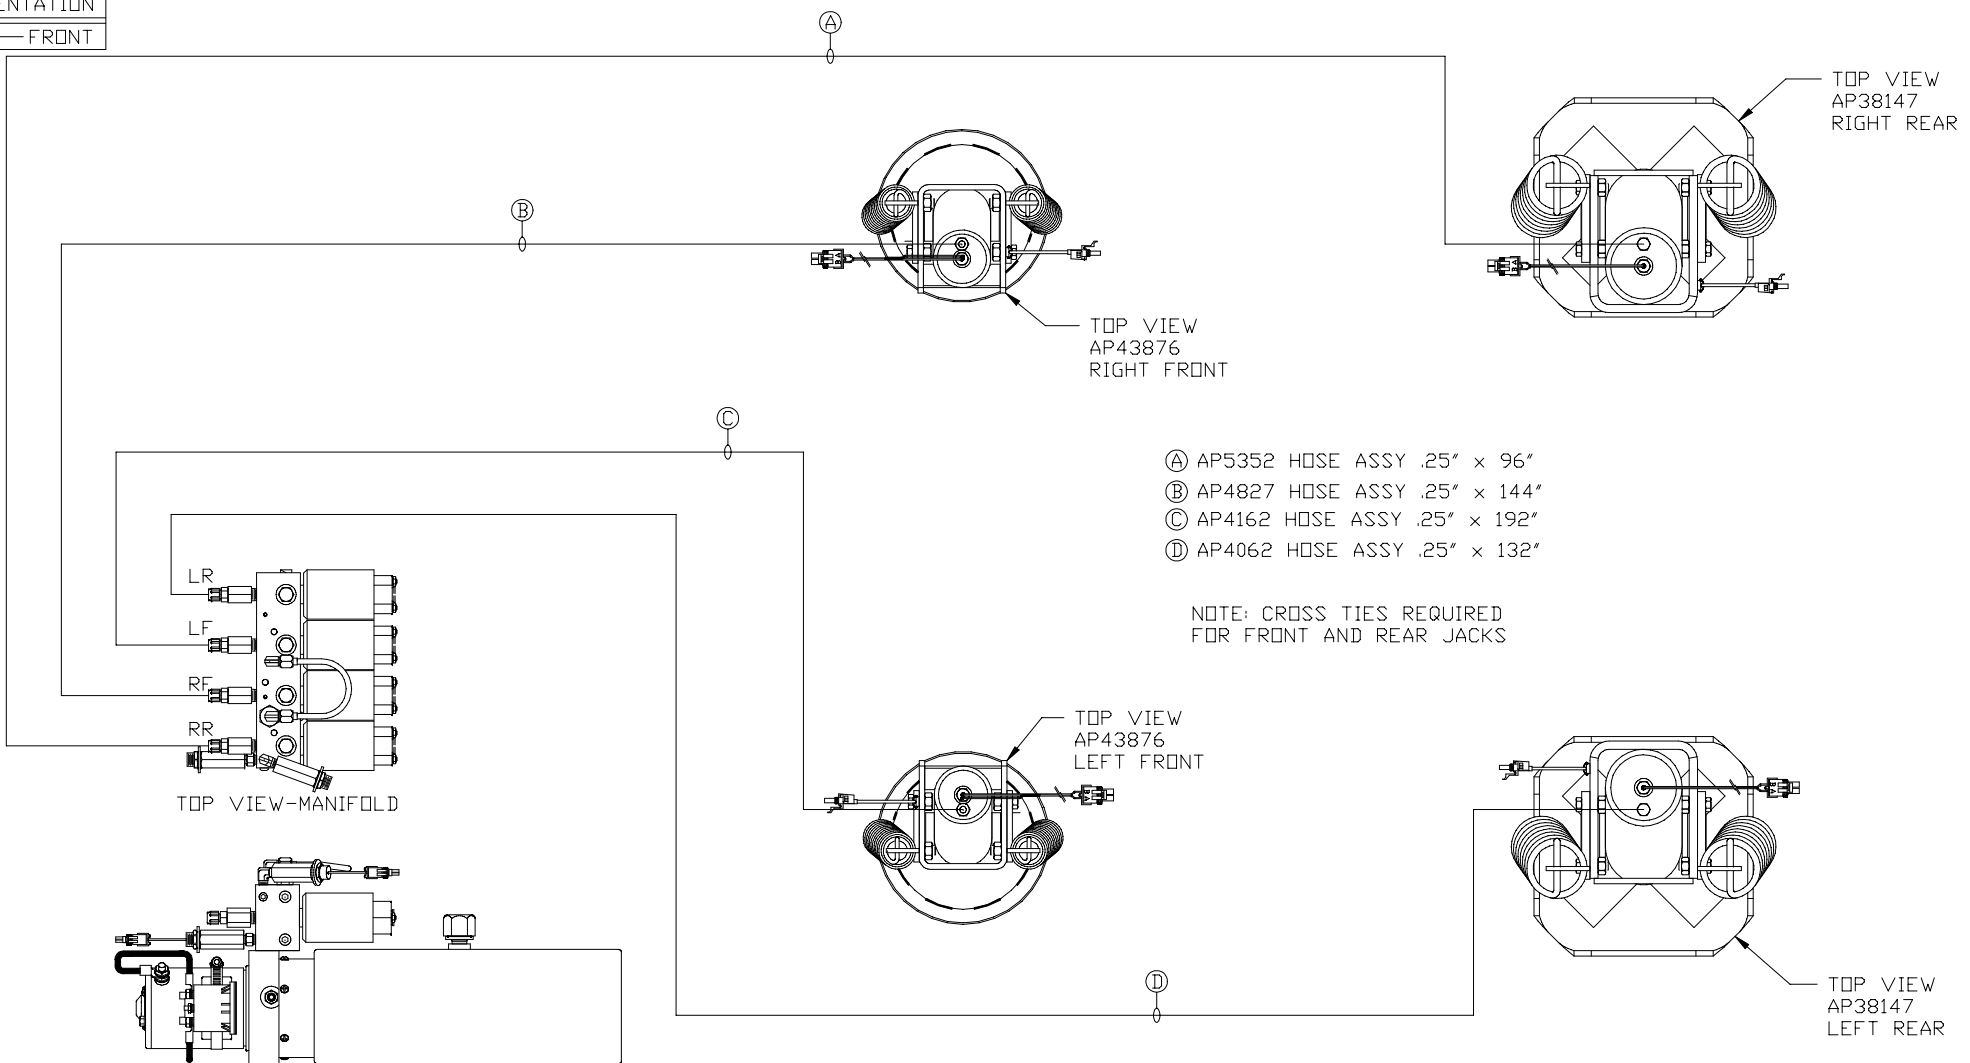 FRONT
A
TOP VIEW
AP38147
RIGHT REAR
B
TOP VIEW
AP43876
RIGHT FRONT
C
A AP5352 HOSE ASSY .25" x 96"
B AP4827 HOSE ASSY .25" x 144"
C AP4162 HOSE ASSY .25" x 192"
D AP4062 HOSE ASSY .25" x 132"
NOTE: CROSS TIES REQUIRED
FOR FRONT AND REAR JACKS
LR
LF
RF
RR
TOP VIEW-MANIFOLD
TOP VIEW
AP43876
LEFT FRONT
D
TOP VIEW
AP38147
LEFT REAR